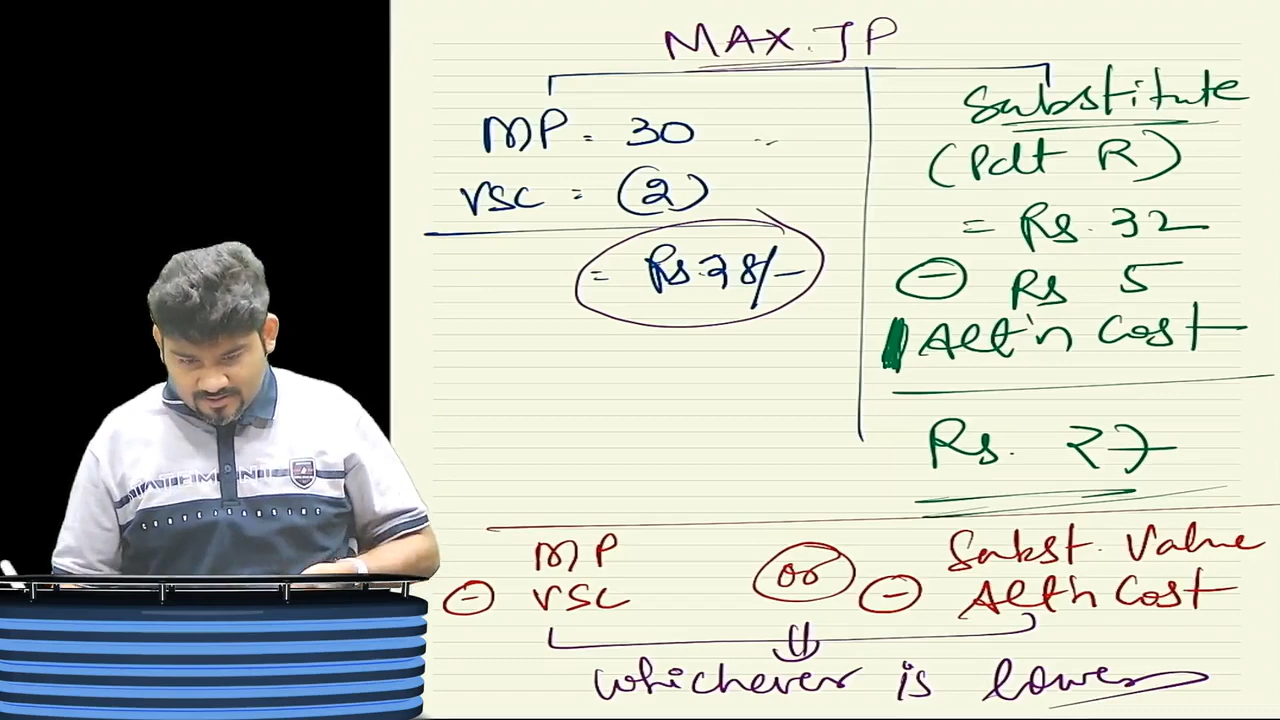 MAX. TP
MP = 30
VSC = (2)
= Rs. 28/-
Substitute
(Pdt R)
= Rs. 32
(-) Rs 5
Alt'n Cost
Rs. 27
MP
(-) VSC
or
Subst. Value
(-) Alt'n Cost
whichever is lower